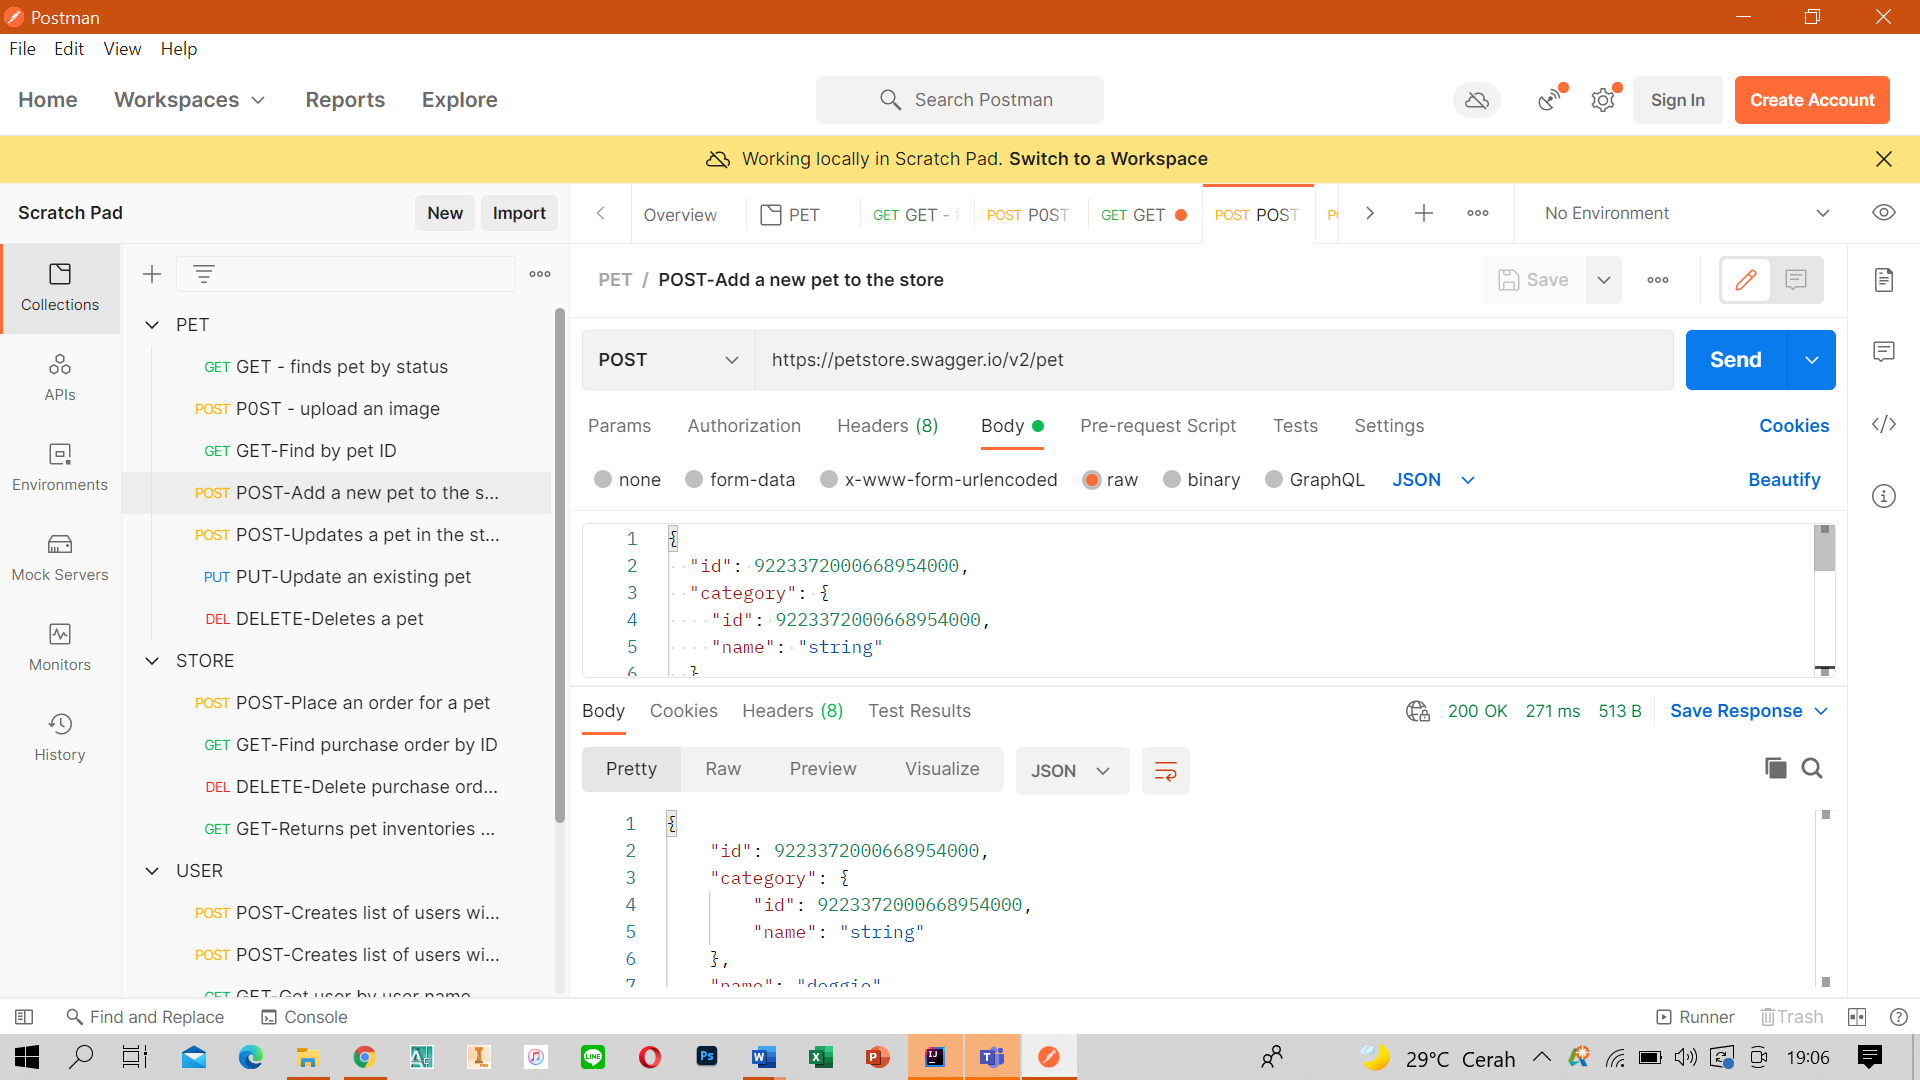 Postman
File Edit View Help
Home Workspaces Reports Explore
Search Postman
Sign In
Create Account
Working locally in Scratch Pad. Switch to a Workspace
Scratch Pad
New Import
Overview PET GET GET - POST P0ST GET GET POST POST
No Environment
Collections
APIs
Environments
Mock Servers
Monitors
History
PET
GET GET - finds pet by status
POST P0ST - upload an image
GET GET-Find by pet ID
POST POST-Add a new pet to the s...
POST POST-Updates a pet in the st...
PUT PUT-Update an existing pet
DEL DELETE-Deletes a pet
STORE
POST POST-Place an order for a pet
GET GET-Find purchase order by ID
DEL DELETE-Delete purchase ord...
GET GET-Returns pet inventories ...
USER
POST POST-Creates list of users wi...
POST POST-Creates list of users wi...
GET GET-Get user by user name
PET / POST-Add a new pet to the store
Save
POST https://petstore.swagger.io/v2/pet
Send
Params Authorization Headers (8) Body Pre-request Script Tests Settings Cookies
none form-data x-www-form-urlencoded raw binary GraphQL JSON Beautify
1 {
2 "id": 9223372000668954000,
3 "category": {
4 "id": 9223372000668954000,
5 "name": "string"
6 }
Body Cookies Headers (8) Test Results 200 OK 271 ms 513 B Save Response
Pretty Raw Preview Visualize JSON
1 {
2 "id": 9223372000668954000,
3 "category": {
4 "id": 9223372000668954000,
5 "name": "string"
6 },
7 "name": "doggie"
Find and Replace Console Runner Trash
29°C Cerah 19:06